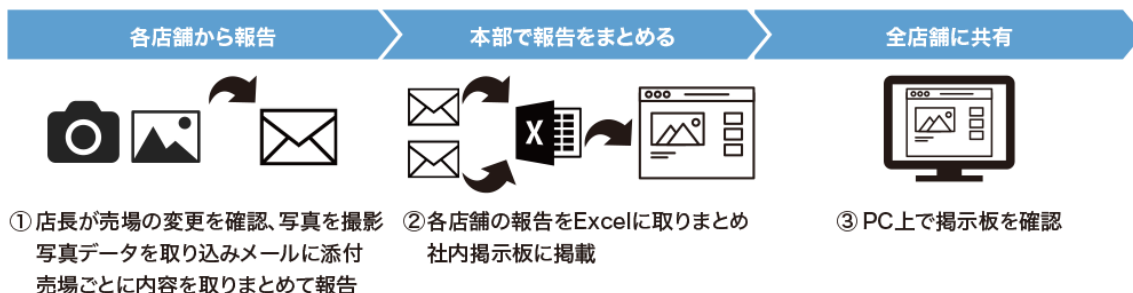 各店舗から報告
本部で報告をまとめる
全店舗に共有
X
① 店長が売場の変更を確認、写真を撮影
写真データを取り込みメールに添付
売場ごとに内容を取りまとめて報告
② 各店舗の報告をExcelに取りまとめ
社内掲示板に掲載
③ PC上で掲示板を確認